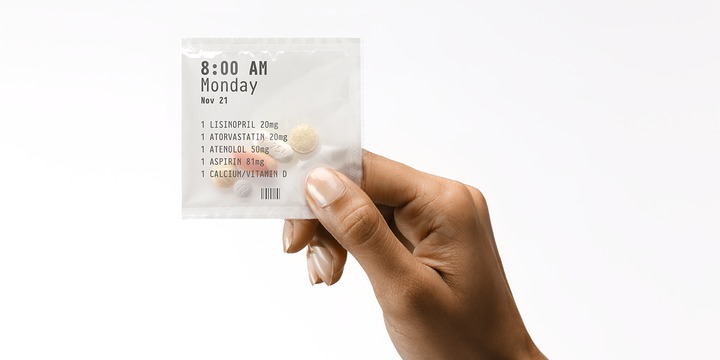 8:00 AM
Monday
Nov 21
1 LISINOPRIL 20mg
1 ATORVASTATIN 20mg
1 ATENOLOL 50mg
1 ASPIRIN 81mg
1 CALCIUM/VITAMIN D